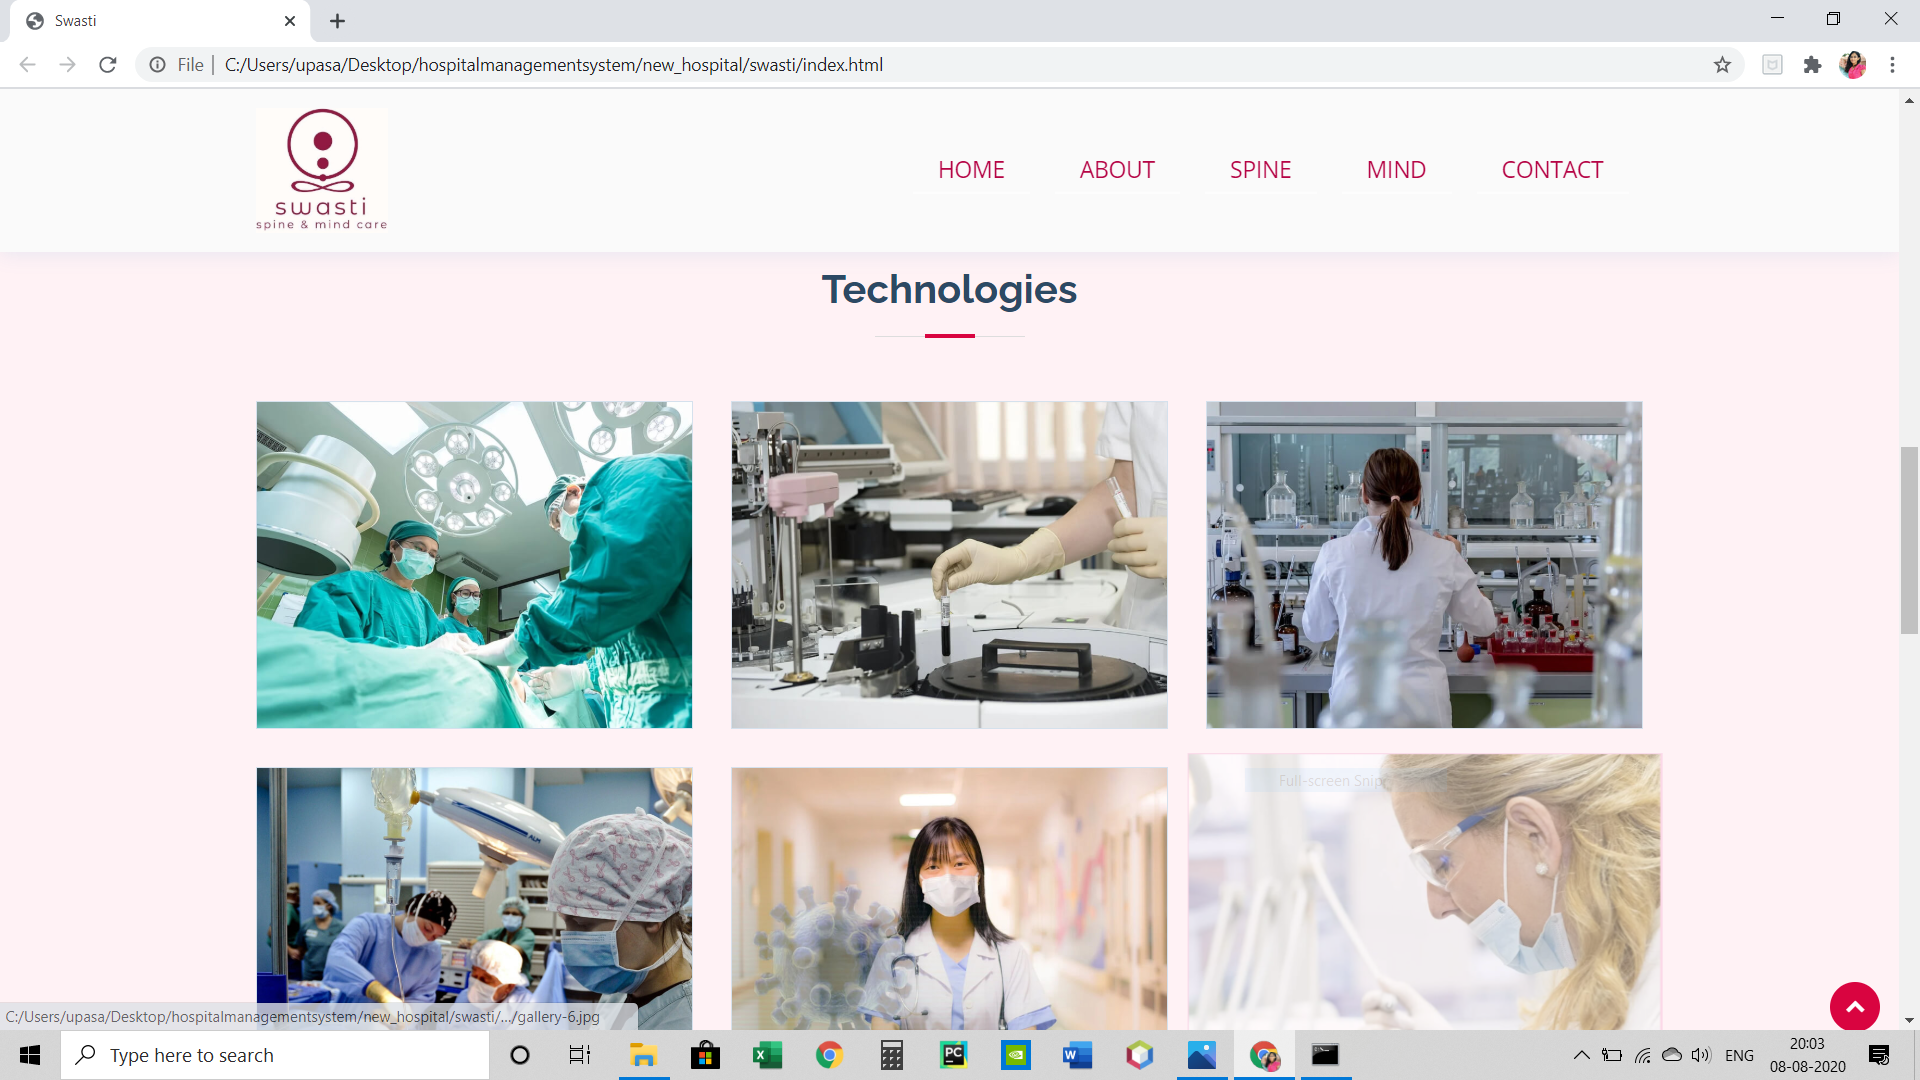 Swasti
File | C:/Users/upasa/Desktop/hospitalmanagementsystem/new_hospital/swasti/index.html
swasti
spine & mind care
HOME ABOUT SPINE MIND CONTACT
Technologies
Full-screen Snip
C:/Users/upasa/Desktop/hospitalmanagementsystem/new_hospital/swasti/.../gallery-6.jpg
Type here to search
ENG
20:03
08-08-2020